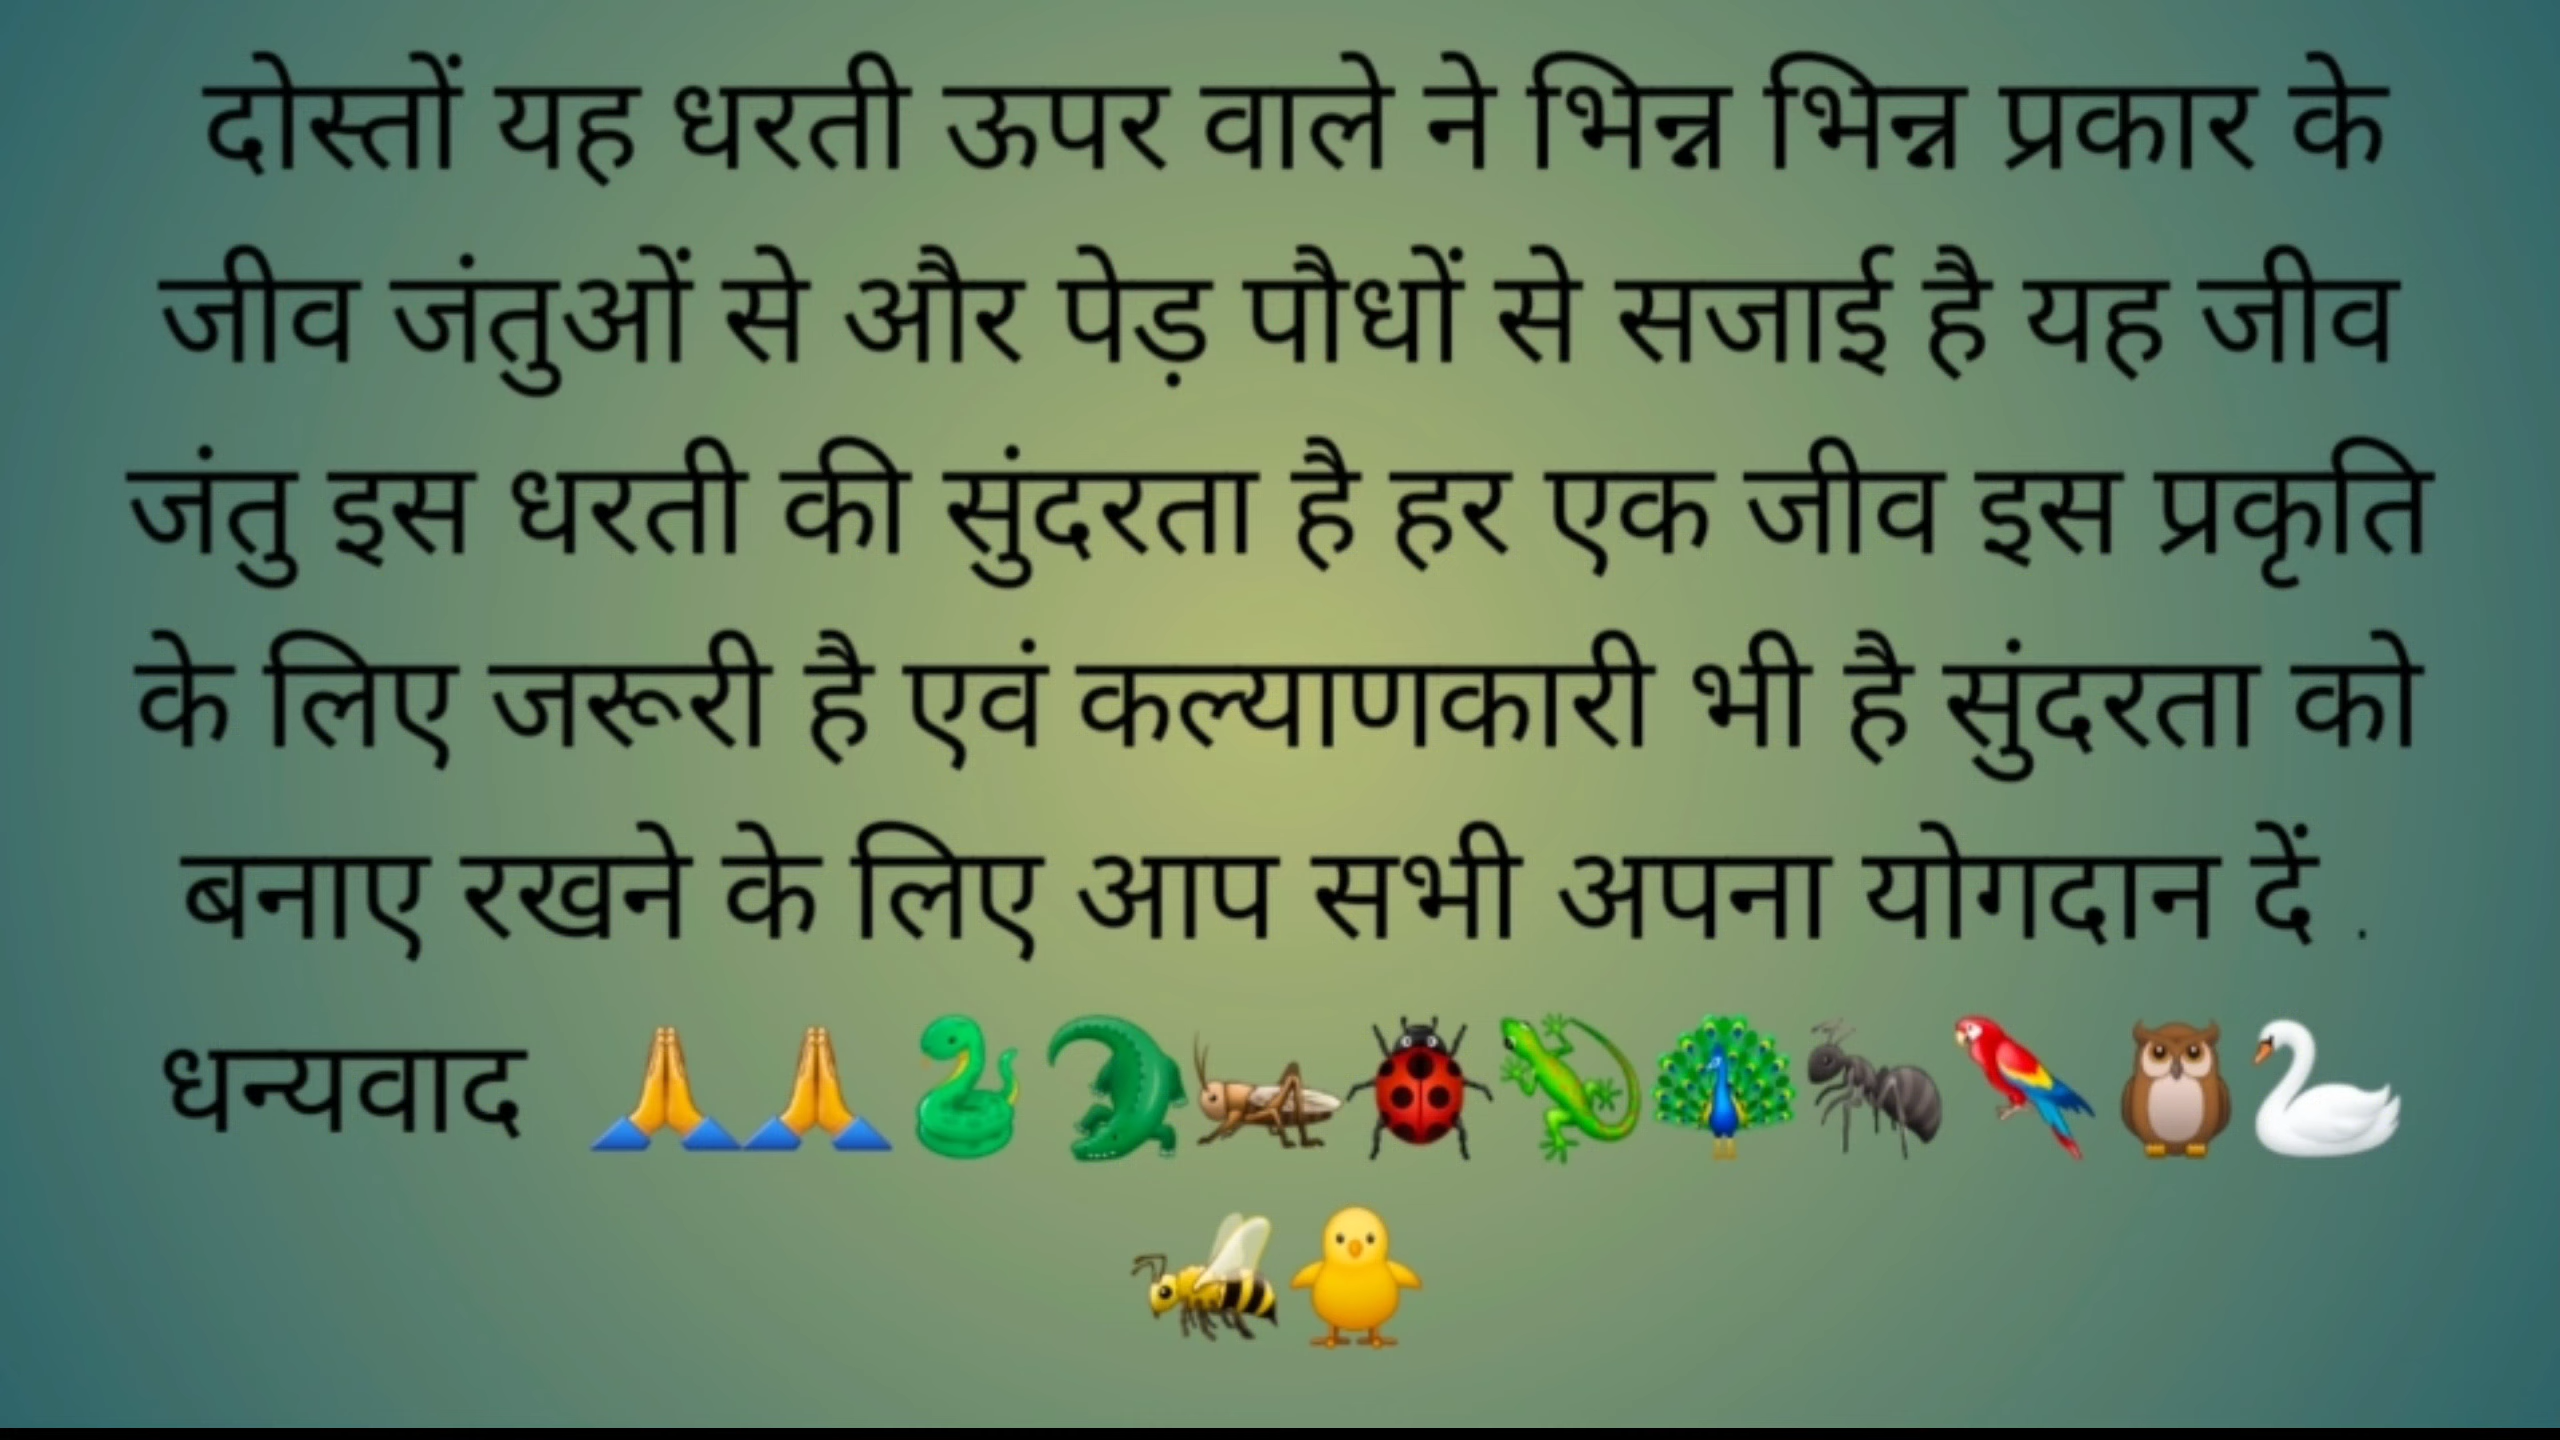 दोस्तों यह धरती ऊपर वाले ने भिन्न भिन्न प्रकार के
जीव जंतुओं से और पेड़ पौधों से सजाई है यह जीव
जंतु इस धरती की सुंदरता है हर एक जीव इस प्रकृति
के लिए जरूरी है एवं कल्याणकारी भी है सुंदरता को
बनाए रखने के लिए आप सभी अपना योगदान दें .
धन्यवाद 🙏🙏🐍🐊🦗🐞🦎🦚🐜🦜🦉🦢
🐝🐥